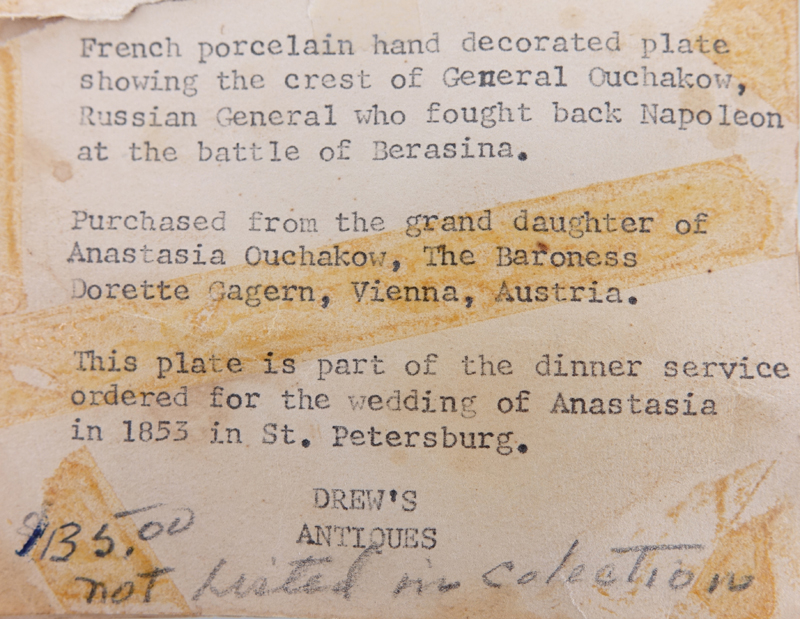 French porcelain hand decorated plate
showing the crest of General Ouchakow,
Russian General who fought back Napoleon
at the battle of Berasina.
Purchased from the grand daughter of
Anastasia Ouchakow, The Baroness
Dorette Gagern, Vienna, Austria.
This plate is part of the dinner service
ordered for the wedding of Anastasia
in 1853 in St. Petersburg.
DREW'S
ANTIQUES
$135.00
not Listed in colection